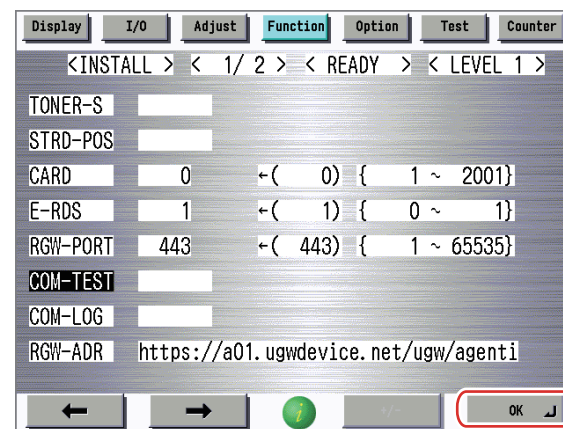 Display I/O Adjust Function Option Test Counter
<INSTALL > < 1/ 2 > < READY > < LEVEL 1 >
TONER-S
STRD-POS
CARD 0 ←( 0) { 1 ~ 2001}
E-RDS 1 ←( 1) { 0 ~ 1}
RGW-PORT 443 ←( 443) { 1 ~ 65535}
COM-TEST
COM-LOG
RGW-ADR https://a01.ugwdevice.net/ugw/agenti
← → i +/- OK ┘